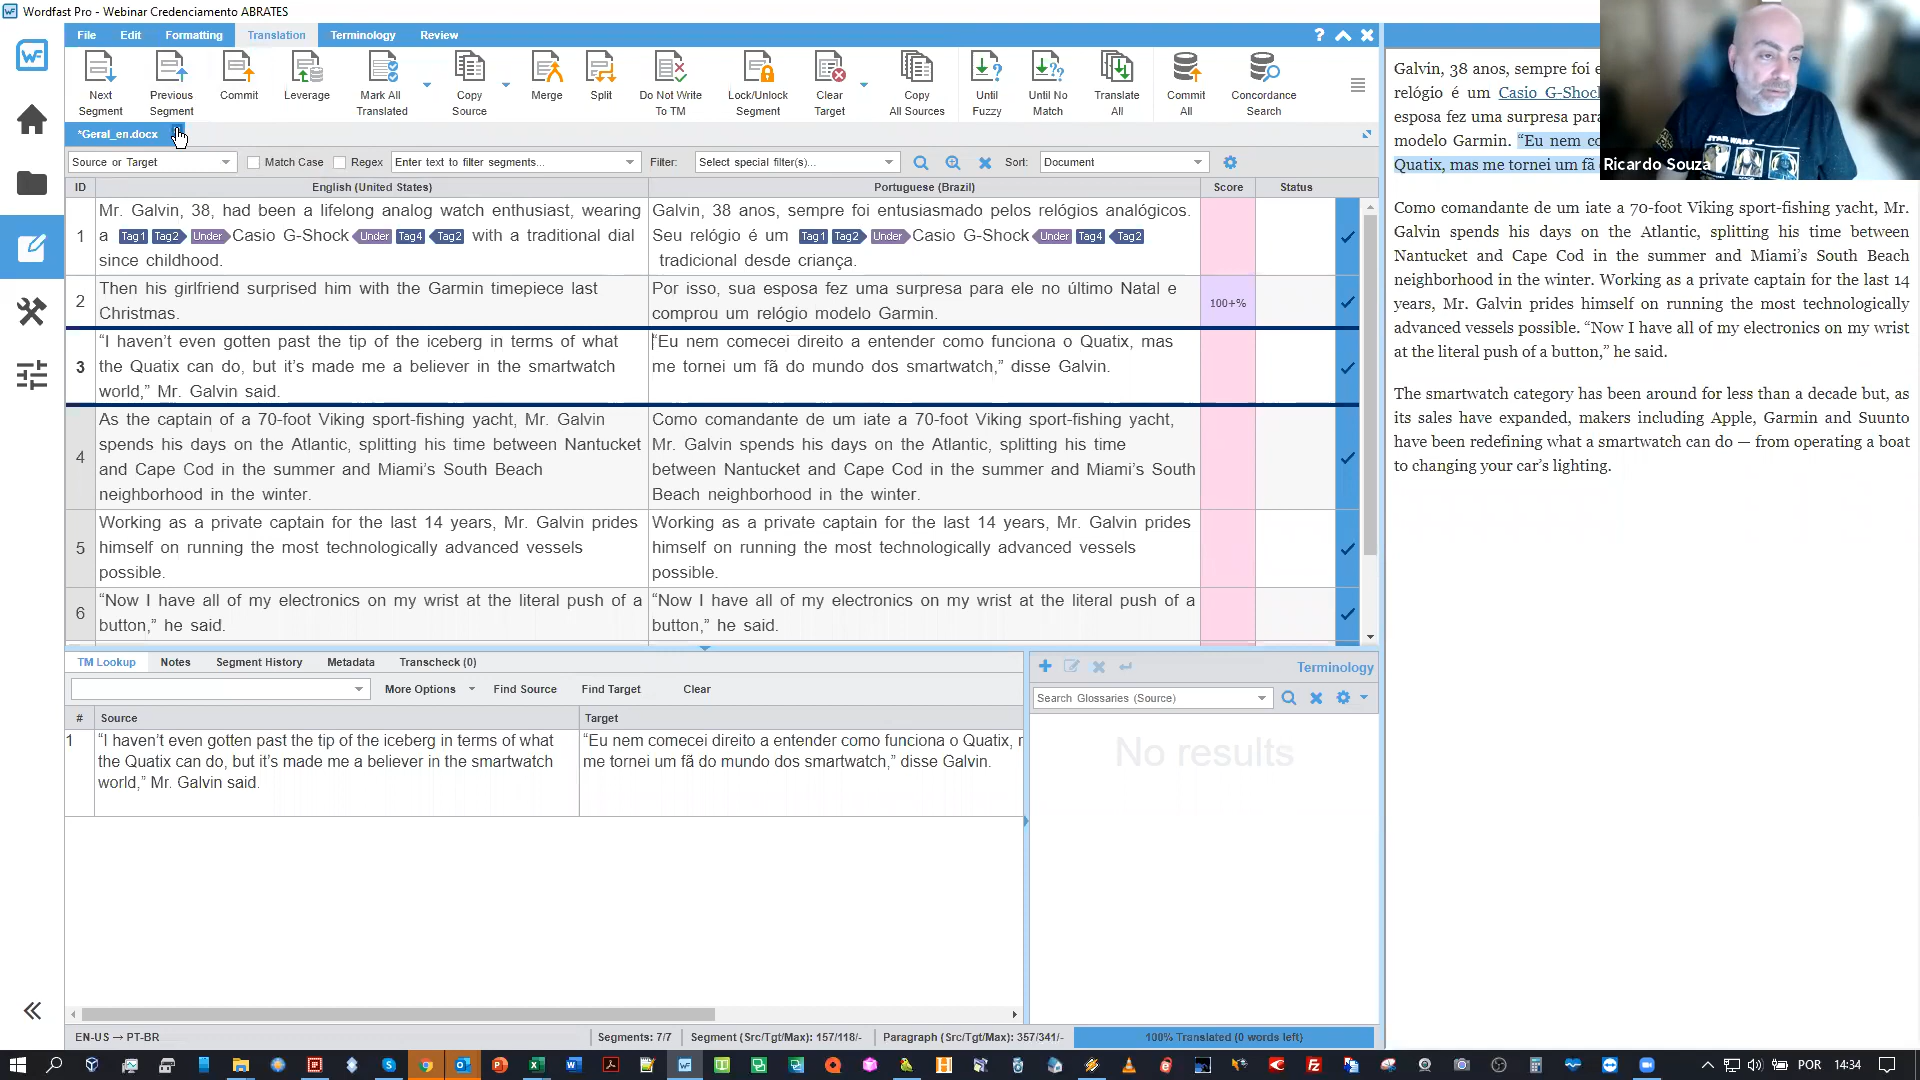 Wordfast Pro - Webinar Credenciamento ABRATES
File Edit Formatting Translation Terminology Review
Next Segment
Previous Segment
Commit
Leverage
Mark All Translated
Copy Source
Merge
Split
Do Not Write To TM
Lock/Unlock Segment
Clear Target
Copy All Sources
Until Fuzzy
Until No Match
Translate All
Commit All
Concordance Search
*Geral_en.docx
Source or Target Match Case Regex Enter text to filter segments... Filter: Select special filter(s)... Sort: Document
ID English (United States) Portuguese (Brazil) Score Status
1
Mr. Galvin, 38, had been a lifelong analog watch enthusiast, wearing
a Tag1 Tag2 Under Casio G-Shock Under Tag4 Tag2 with a traditional dial
since childhood.
Galvin, 38 anos, sempre foi entusiasmado pelos relógios analógicos.
Seu relógio é um Tag1 Tag2 Under Casio G-Shock Under Tag4 Tag2
tradicional desde criança.
2
Then his girlfriend surprised him with the Garmin timepiece last
Christmas.
Por isso, sua esposa fez uma surpresa para ele no último Natal e
comprou um relógio modelo Garmin.
100+%
3
“I haven’t even gotten past the tip of the iceberg in terms of what
the Quatix can do, but it’s made me a believer in the smartwatch
world,” Mr. Galvin said.
“Eu nem comecei direito a entender como funciona o Quatix, mas
me tornei um fã do mundo dos smartwatch,” disse Galvin.
4
As the captain of a 70-foot Viking sport-fishing yacht, Mr. Galvin
spends his days on the Atlantic, splitting his time between Nantucket
and Cape Cod in the summer and Miami’s South Beach
neighborhood in the winter.
Como comandante de um iate a 70-foot Viking sport-fishing yacht,
Mr. Galvin spends his days on the Atlantic, splitting his time
between Nantucket and Cape Cod in the summer and Miami’s South
Beach neighborhood in the winter.
5
Working as a private captain for the last 14 years, Mr. Galvin prides
himself on running the most technologically advanced vessels
possible.
Working as a private captain for the last 14 years, Mr. Galvin prides
himself on running the most technologically advanced vessels
possible.
6
“Now I have all of my electronics on my wrist at the literal push of a
button,” he said.
“Now I have all of my electronics on my wrist at the literal push of a
button,” he said.
TM Lookup Notes Segment History Metadata Transcheck (0)
More Options Find Source Find Target Clear
# Source Target
1
“I haven’t even gotten past the tip of the iceberg in terms of what
the Quatix can do, but it’s made me a believer in the smartwatch
world,” Mr. Galvin said.
“Eu nem comecei direito a entender como funciona o Quatix,
me tornei um fã do mundo dos smartwatch,” disse Galvin.
Terminology
Search Glossaries (Source)
No results
EN-US → PT-BR Segments: 7/7 Segment (Src/Tgt/Max): 157/118/- Paragraph (Src/Tgt/Max): 357/341/- 100% Translated (0 words left)
Galvin, 38 anos, sempre foi
relógio é um Casio G-Shock
esposa fez uma surpresa para
modelo Garmin. “Eu nem
Quatix, mas me tornei um fã
Ricardo Souza
STAR WARS
Como comandante de um iate a 70-foot Viking sport-fishing yacht, Mr.
Galvin spends his days on the Atlantic, splitting his time between
Nantucket and Cape Cod in the summer and Miami’s South Beach
neighborhood in the winter. Working as a private captain for the last 14
years, Mr. Galvin prides himself on running the most technologically
advanced vessels possible. “Now I have all of my electronics on my wrist
at the literal push of a button,” he said.
The smartwatch category has been around for less than a decade but, as
its sales have expanded, makers including Apple, Garmin and Suunto
have been redefining what a smartwatch can do — from operating a boat
to changing your car’s lighting.
POR 14:34